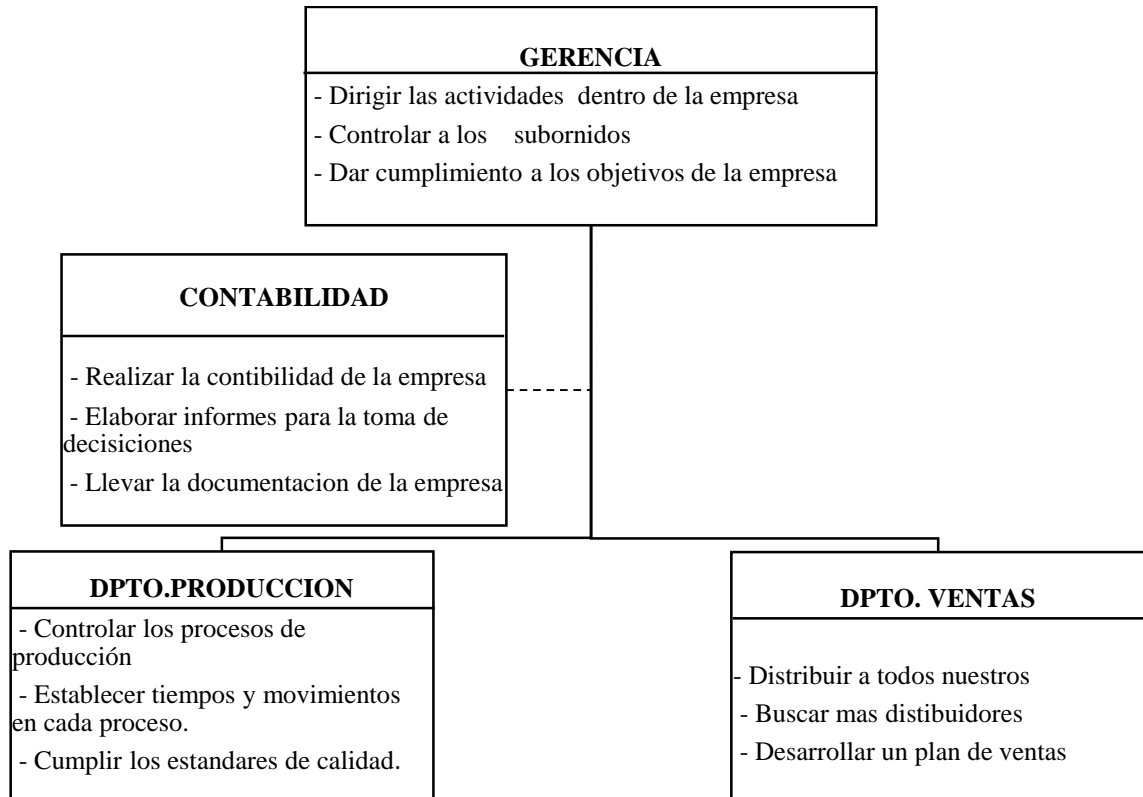 GERENCIA
- Dirigir las actividades dentro de la empresa
- Controlar a los subornidos
- Dar cumplimiento a los objetivos de la empresa
CONTABILIDAD
- Realizar la contibilidad de la empresa
- Elaborar informes para la toma de
decisiciones
- Llevar la documentacion de la empresa
DPTO.PRODUCCION
- Controlar los procesos de
producción
- Establecer tiempos y movimientos
en cada proceso.
- Cumplir los estandares de calidad.
DPTO. VENTAS
- Distribuir a todos nuestros
- Buscar mas distibuidores
- Desarrollar un plan de ventas